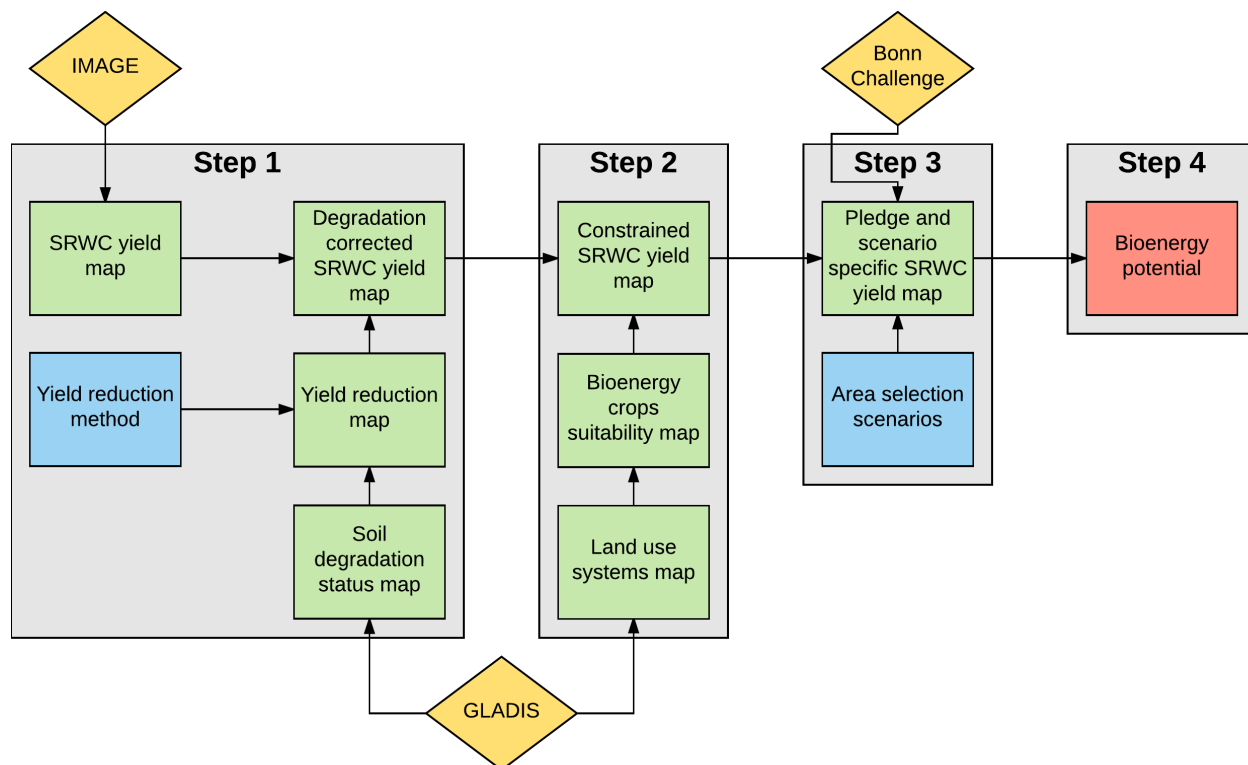 IMAGE
Bonn
Challenge
Step 1
Step 2
Step 3
Step 4
SRWC yield
map
Degradation
corrected
SRWC yield
map
Constrained
SRWC yield
map
Pledge and
scenario
specific SRWC
yield map
Bioenergy
potential
Yield reduction
method
Yield reduction
map
Bioenergy
crops
suitability map
Area selection
scenarios
Soil
degradation
status map
Land use
systems map
GLADIS